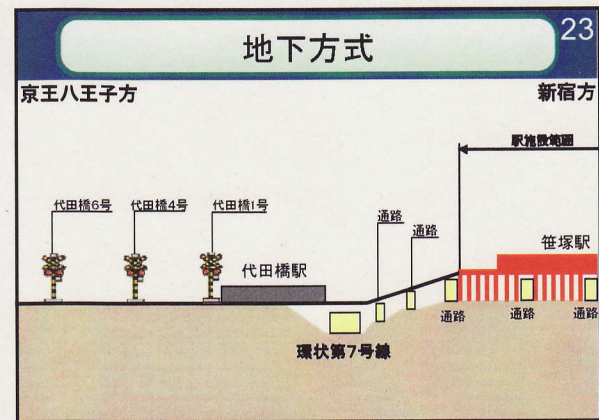 地下方式
23
京王八王子方
新宿方
駅施設範囲
代田橋6号
代田橋4号
代田橋1号
通路
通路
笹塚駅
代田橋駅
通路
通路
通路
環状第7号線